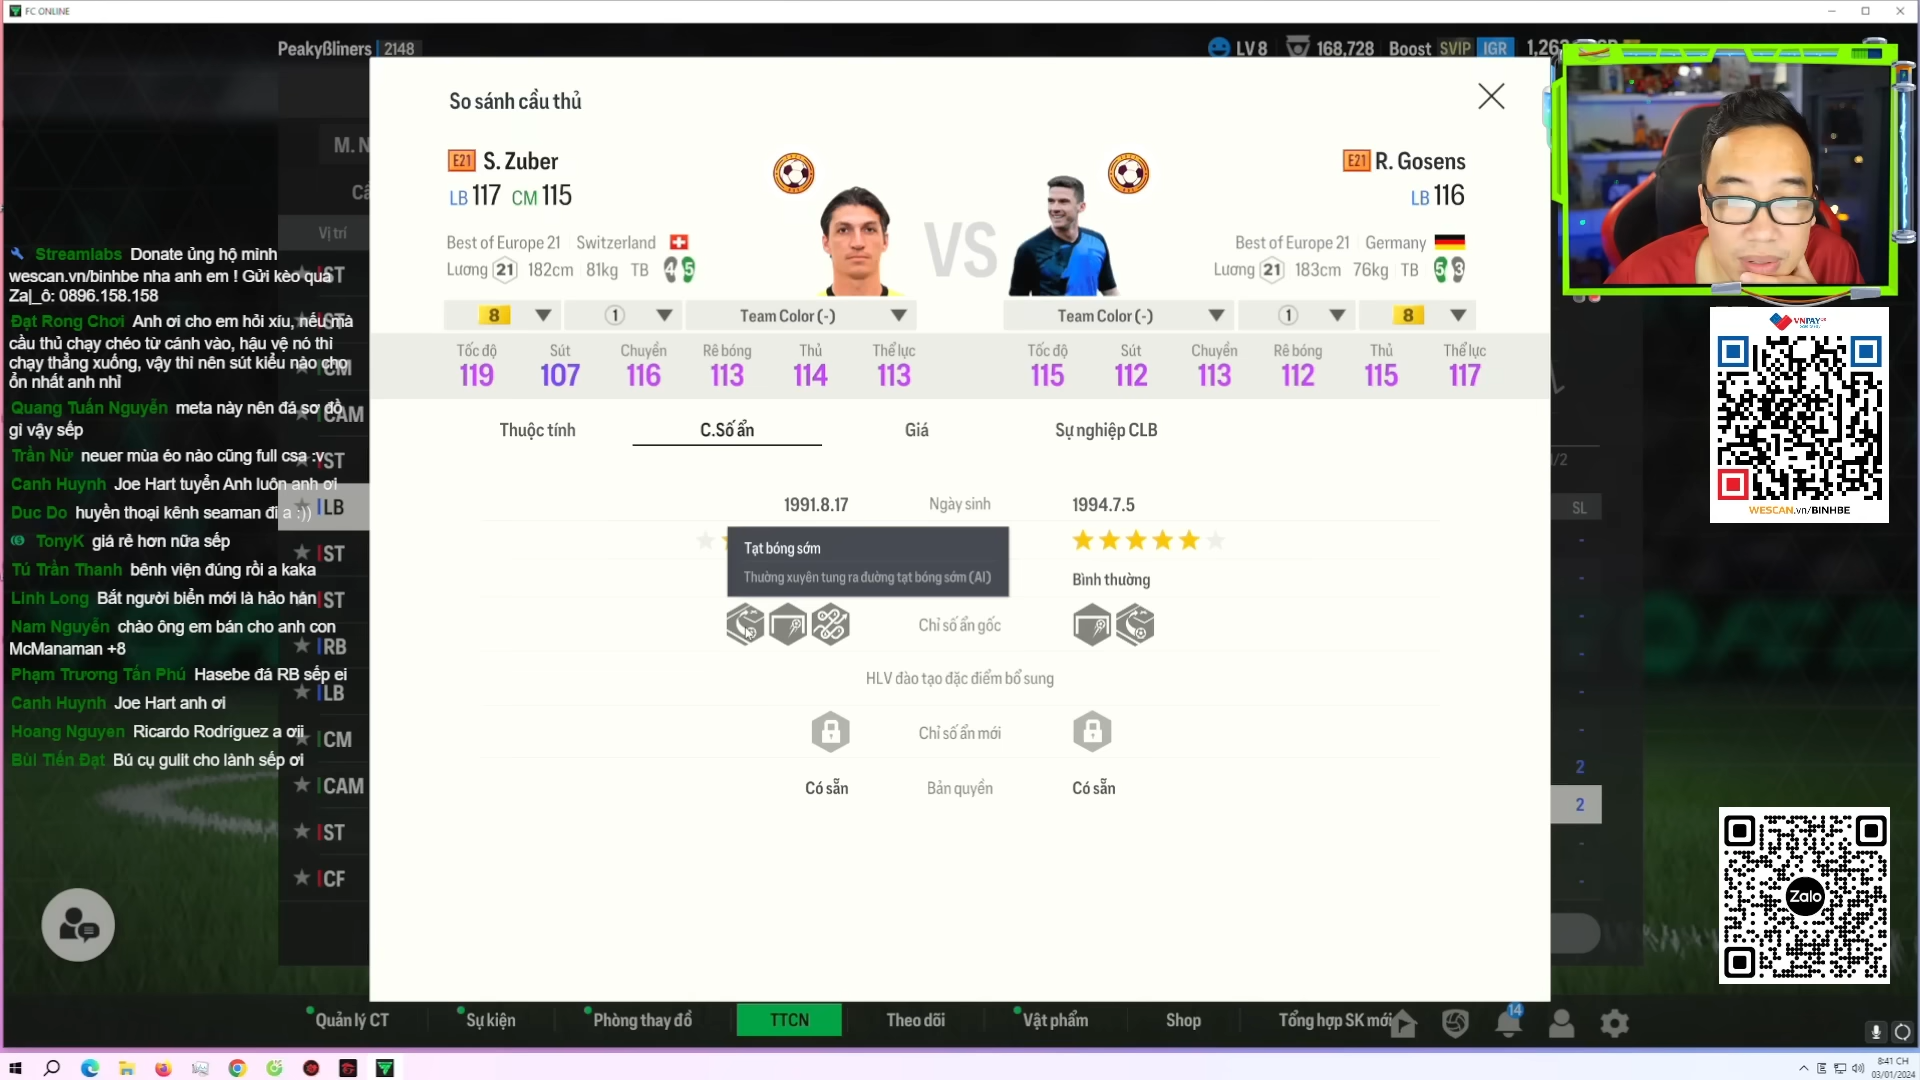 FC ONLINE
Peakyßliners 2148
LV 8 168,728 Boost SVIP IGR
So sánh cầu thủ
E21 S. Zuber
LB 117 CM 115
Best of Europe 21 Switzerland
Lương 21 182cm 81kg TB 4 5
VS
E21 R. Gosens
LB 116
Best of Europe 21 Germany
Lương 21 183cm 76kg TB 5 3
8 1 Team Color (-)
Team Color (-) 1 8
Tốc độ Sút Chuyền Rê bóng Thủ Thể lực
119 107 116 113 114 113
Tốc độ Sút Chuyền Rê bóng Thủ Thể lực
115 112 113 112 115 117
Thuộc tính C.Số ẩn Giá Sự nghiệp CLB
1991.8.17 Ngày sinh 1994.7.5
Tạt bóng sớm
Thường xuyên tung ra đường tạt bóng sớm (AI)
Bình thường
Chỉ số ẩn gốc
HLV đào tạo đặc điểm bổ sung
Chỉ số ẩn mới
Có sẵn Bản quyền Có sẵn
M. N
Vị trí
ST
ST
CM
CAM
ST
LB
ST
ST
RB
LB
CM
CAM
ST
CF
Streamlabs Donate ủng hộ mình
wescan.vn/binhbe nha anh em ! Gửi kèo qua
Za|_ô: 0896.158.158
Đạt Rong Chơi Anh ơi cho em hỏi xíu, nếu mà
cầu thủ chạy chéo từ cánh vào, hậu vệ nó thì
chạy thẳng xuống, vậy thì nên sút kiểu nào cho
ổn nhất anh nhỉ
Quang Tuấn Nguyễn meta này nên đá sơ đồ
gì vậy sếp
Trần Nử neuer mùa éo nào cũng full csa :v
Canh Huynh Joe Hart tuyển Anh luôn anh ơi
Duc Do huyền thoại kênh seaman đi a :))
TonyK giá rẻ hơn nữa sếp
Tú Trần Thanh bênh viện đúng rồi a kaka
Linh Long Bắt người biển mới là hảo hán
Nam Nguyễn chào ông em bán cho anh con
McManaman +8
Phạm Trương Tấn Phú Hasebe đá RB sếp ei
Canh Huynh Joe Hart anh ơi
Hoang Nguyen Ricardo Rodríguez a ơii
Bùi Tiến Đạt Bú cụ gulit cho lành sếp ơi
/2
SL
2
2
VNPAY
WESCAN.vn/BINHBE
Zalo
Quản lý CT Sự kiện Phòng thay đồ TTCN Theo dõi Vật phẩm Shop Tổng hợp SK mới 14
8:41 CH
03/01/2024